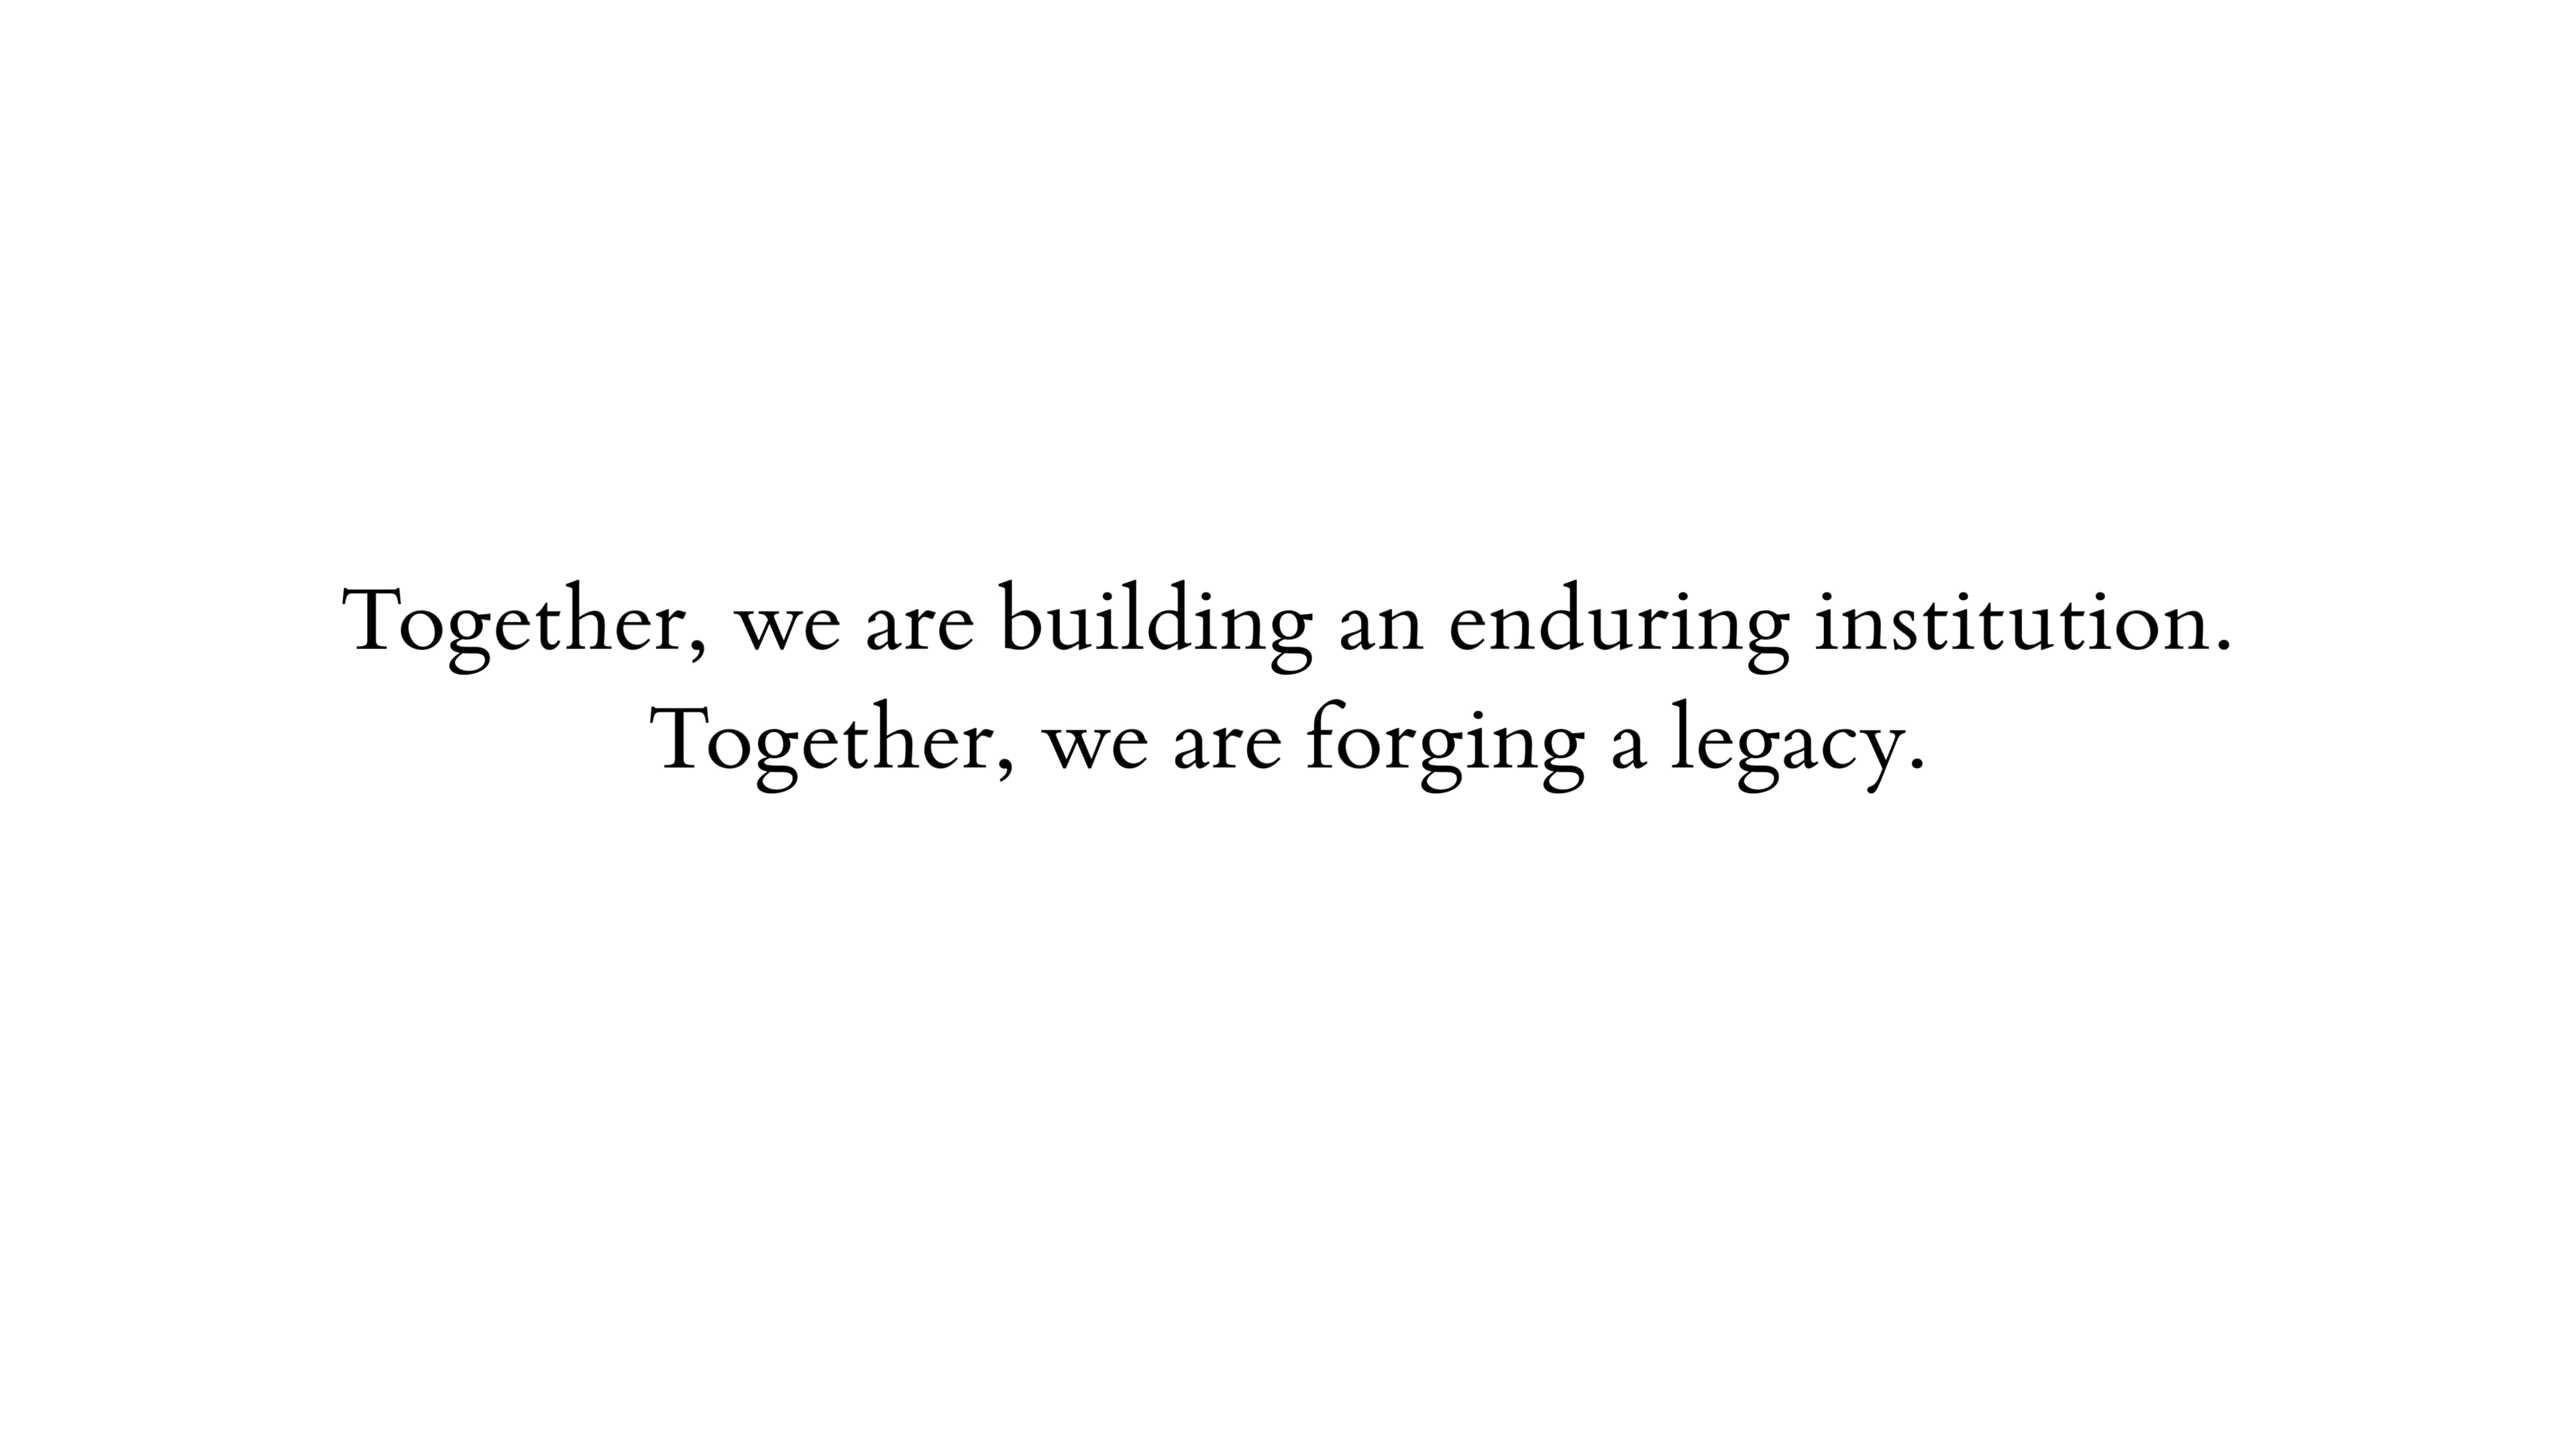 Together, we are building an enduring institution.
Together, we are forging a legacy.